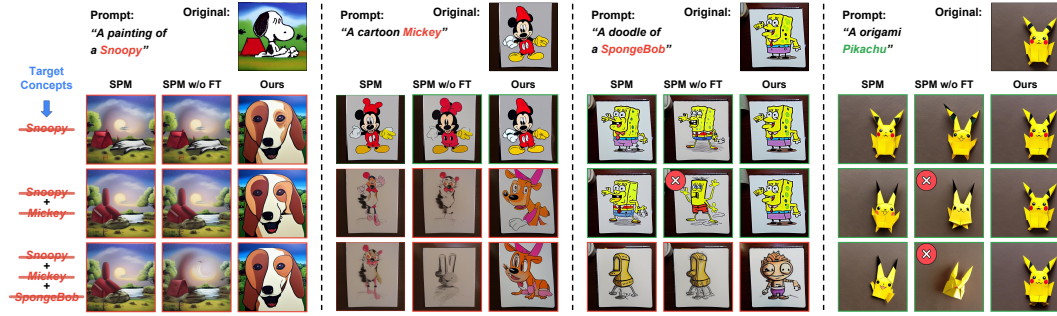 Prompt:
Original:
“A painting of
a Snoopy”
Prompt:
Original:
“A cartoon Mickey”
Prompt:
Original:
“A doodle of
a SpongeBob”
Prompt:
Original:
“A origami
Pikachu”
Target
Concepts
SPM
SPM w/o FT
Ours
SPM
SPM w/o FT
Ours
SPM
SPM w/o FT
Ours
SPM
SPM w/o FT
Ours
Snoopy
Snoopy
+
Mickey
Snoopy
+
Mickey
+
SpongeBob